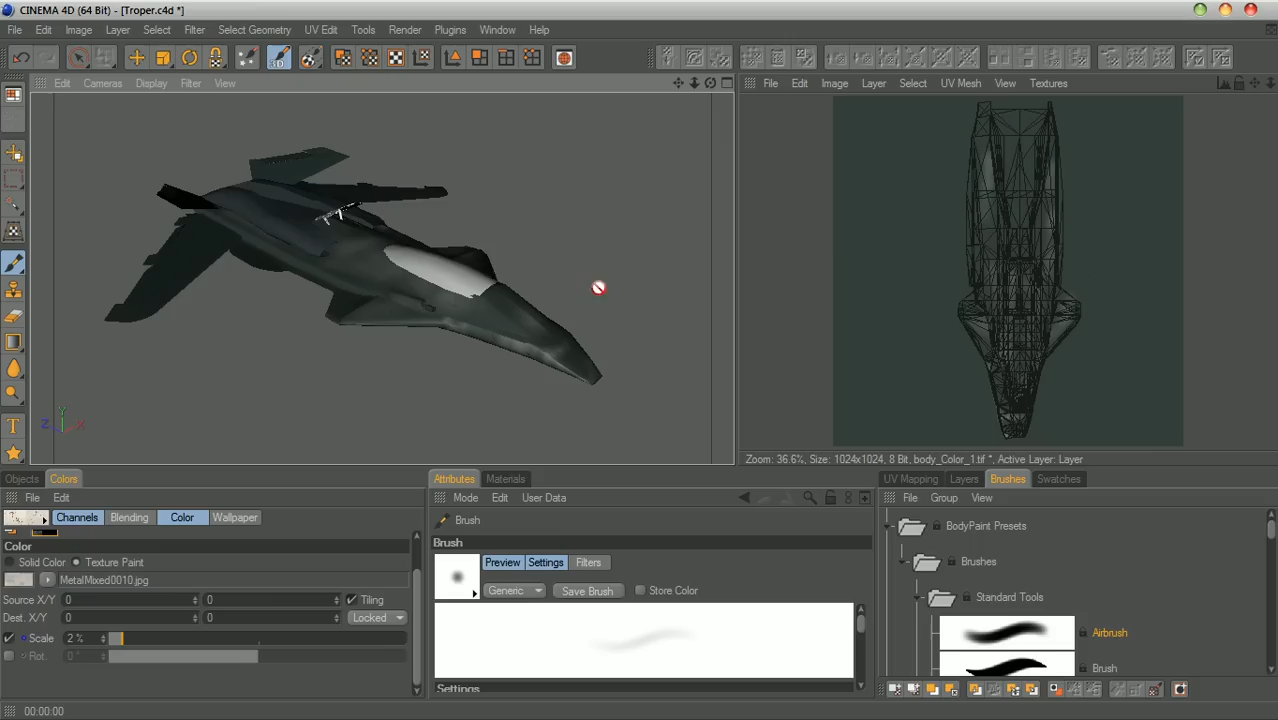 CINEMA 4D (64 Bit) - [Troper.c4d *]
File Edit Image Layer Select Filter Select Geometry UV Edit Tools Render Plugins Window Help
3D
Edit Cameras Display Filter View
File Edit Image Layer Select UV Mesh View Textures
Y
Z X
T
Zoom: 36.6%, Size: 1024x1024, 8 Bit, body_Color_1.tif *, Active Layer: Layer
Objects Colors
Attributes Materials
UV Mapping Layers Brushes Swatches
File Edit
Mode Edit User Data
File Group View
Channels Blending Color Wallpaper
Brush
BodyPaint Presets
Color
Brush
Solid Color Texture Paint
Preview Settings Filters
Brushes
MetalMixed0010.jpg
Generic Save Brush Store Color
Source X/Y 0 0 Tiling
Standard Tools
Dest. X/Y 0 0 Locked
Scale 2 %
Airbrush
Rot. 0 °
Brush
Settings
00:00:00